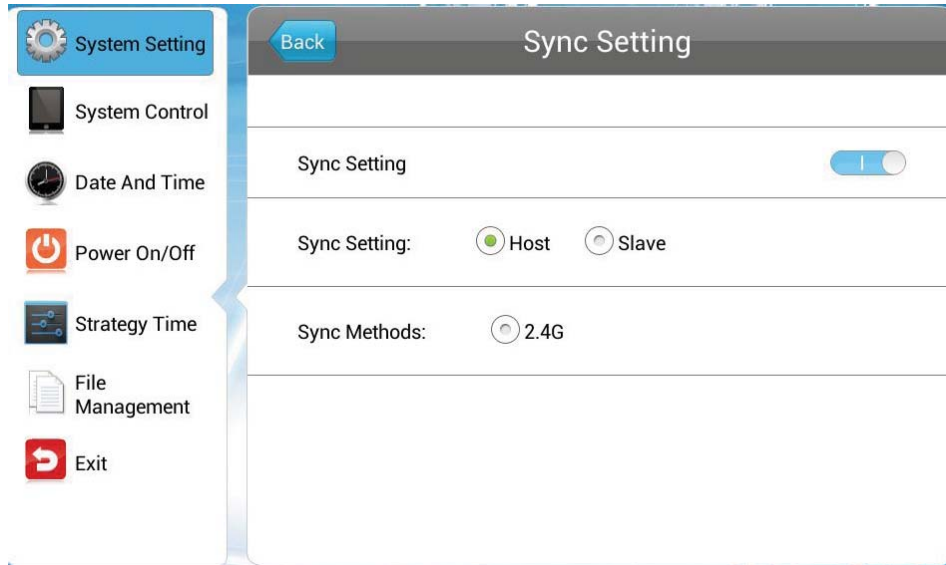 System Setting
System Control
Date And Time
Power On/Off
Strategy Time
File
Management
Exit
Back
Sync Setting
Sync Setting
Sync Setting: Host Slave
Sync Methods: 2.4G